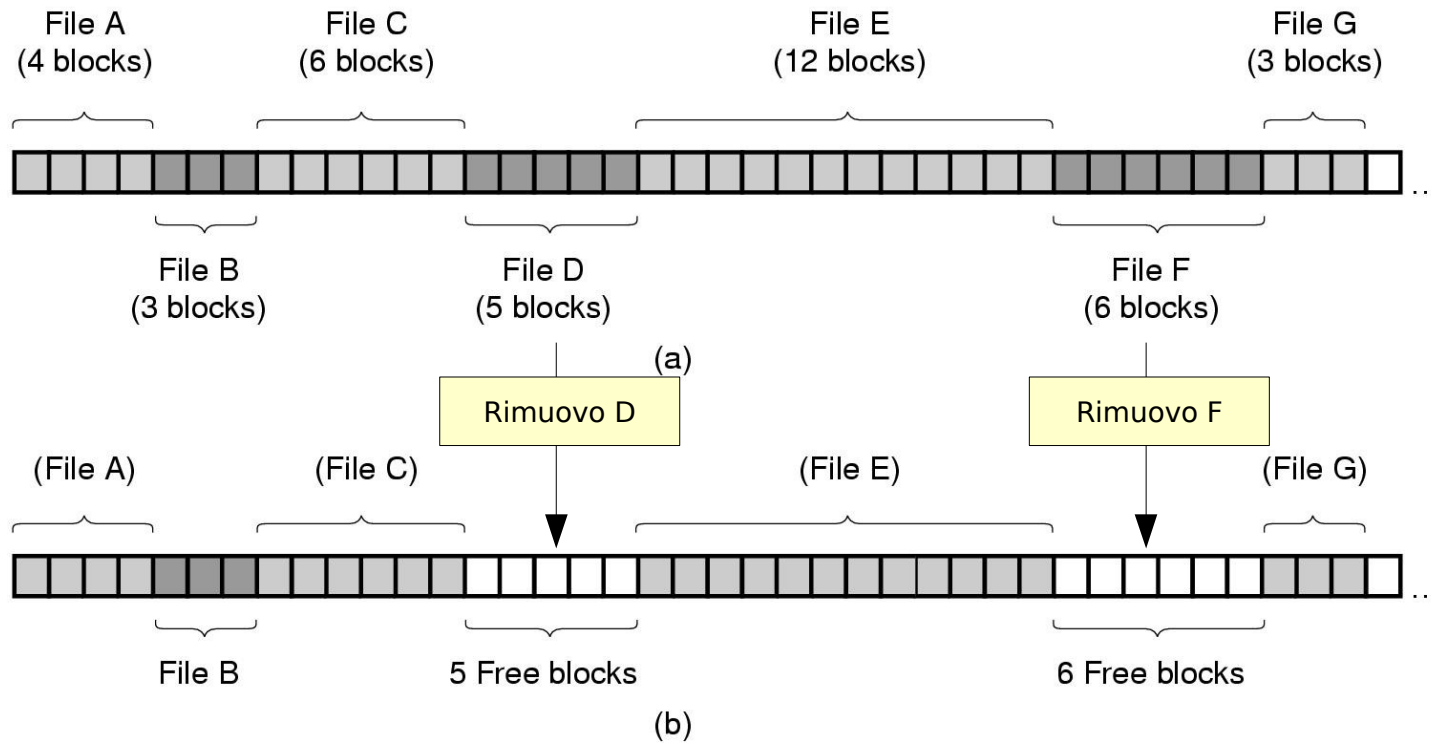 File A
(4 blocks)
File C
(6 blocks)
File E
(12 blocks)
File G
(3 blocks)
..
File B
(3 blocks)
File D
(5 blocks)
File F
(6 blocks)
(a)
Rimuovo D
Rimuovo F
(File A)
(File C)
(File E)
(File G)
..
File B
5 Free blocks
6 Free blocks
(b)